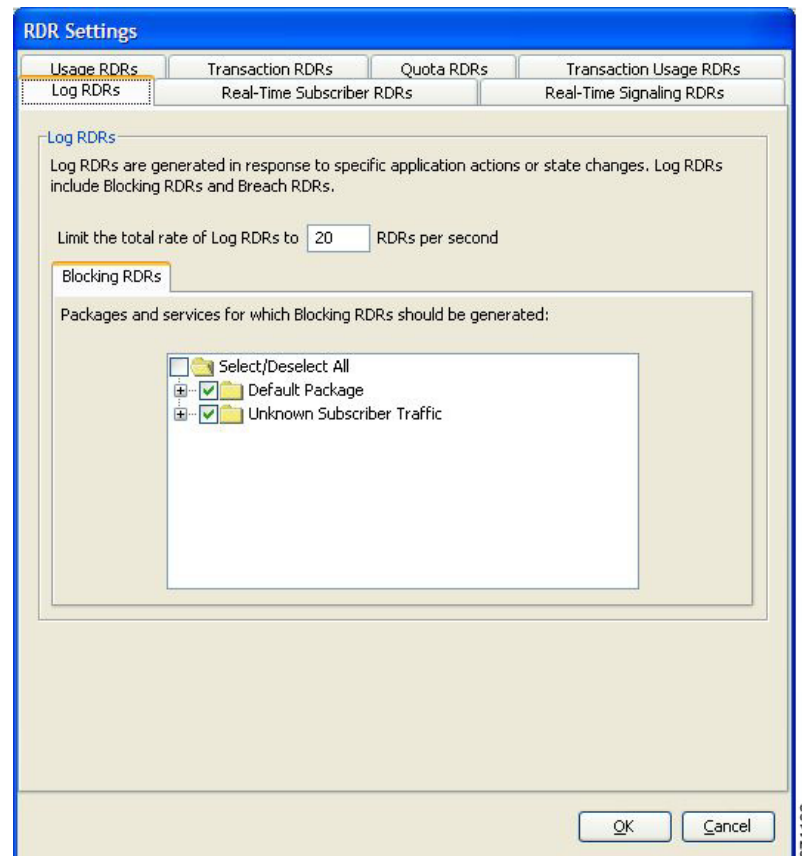 RDR Settings
Usage RDRs
Transaction RDRs
Quota RDRs
Transaction Usage RDRs
Log RDRs
Real-Time Subscriber RDRs
Real-Time Signaling RDRs
Log RDRs
Log RDRs are generated in response to specific application actions or state changes. Log RDRs
include Blocking RDRs and Breach RDRs.
Limit the total rate of Log RDRs to 20 RDRs per second
Blocking RDRs
Packages and services for which Blocking RDRs should be generated:
Select/Deselect All
Default Package
Unknown Subscriber Traffic
OK
Cancel